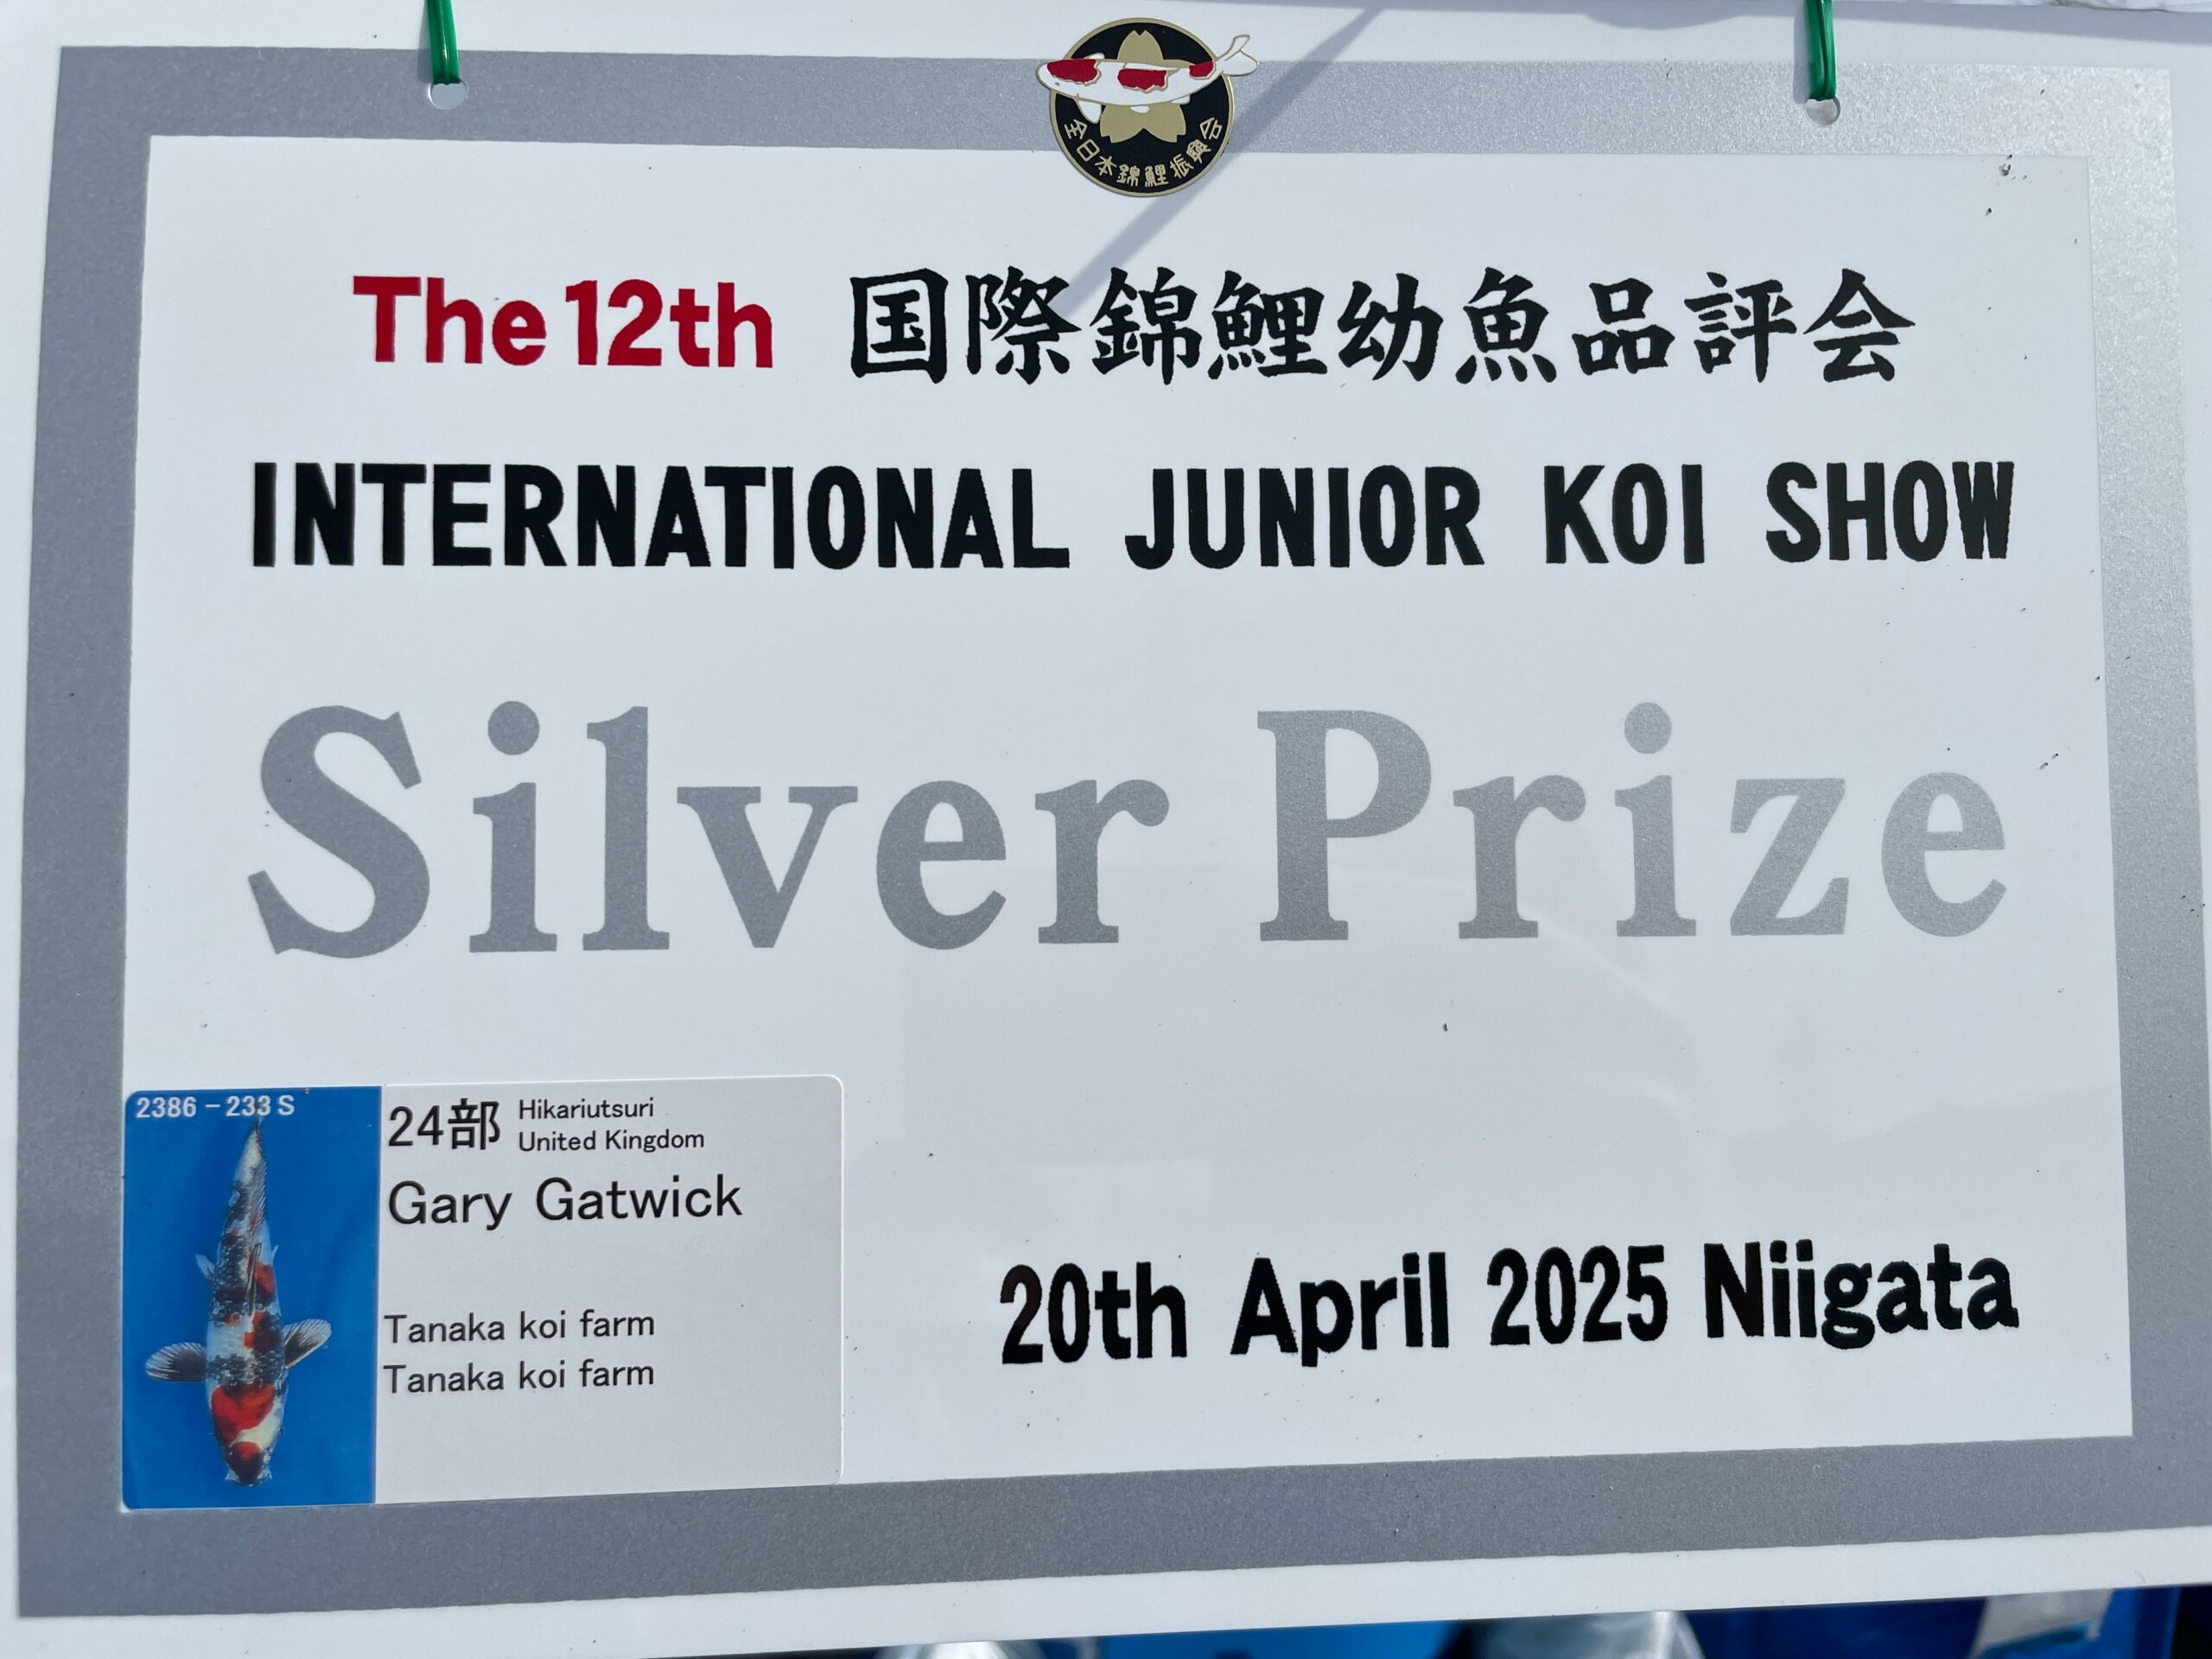 全日本錦鯉振興会
The 12th 国際錦鯉幼魚品評会
INTERNATIONAL JUNIOR KOI SHOW
Silver Prize
2386-233 S
24部 Hikariutsuri
United Kingdom
Gary Gatwick
Tanaka koi farm
Tanaka koi farm
20th April 2025 Niigata